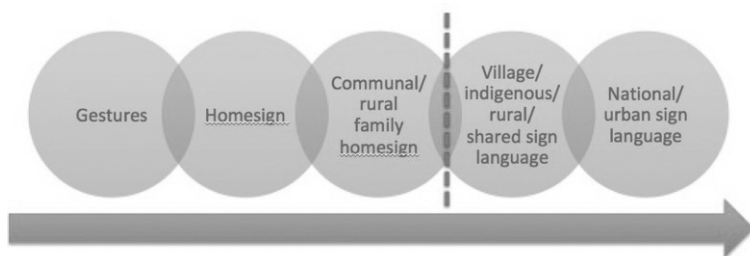 Gestures
Homesign
Communal/
rural
family
homesign
Village/
indigenous/
rural/
shared sign
language
National/
urban sign
language